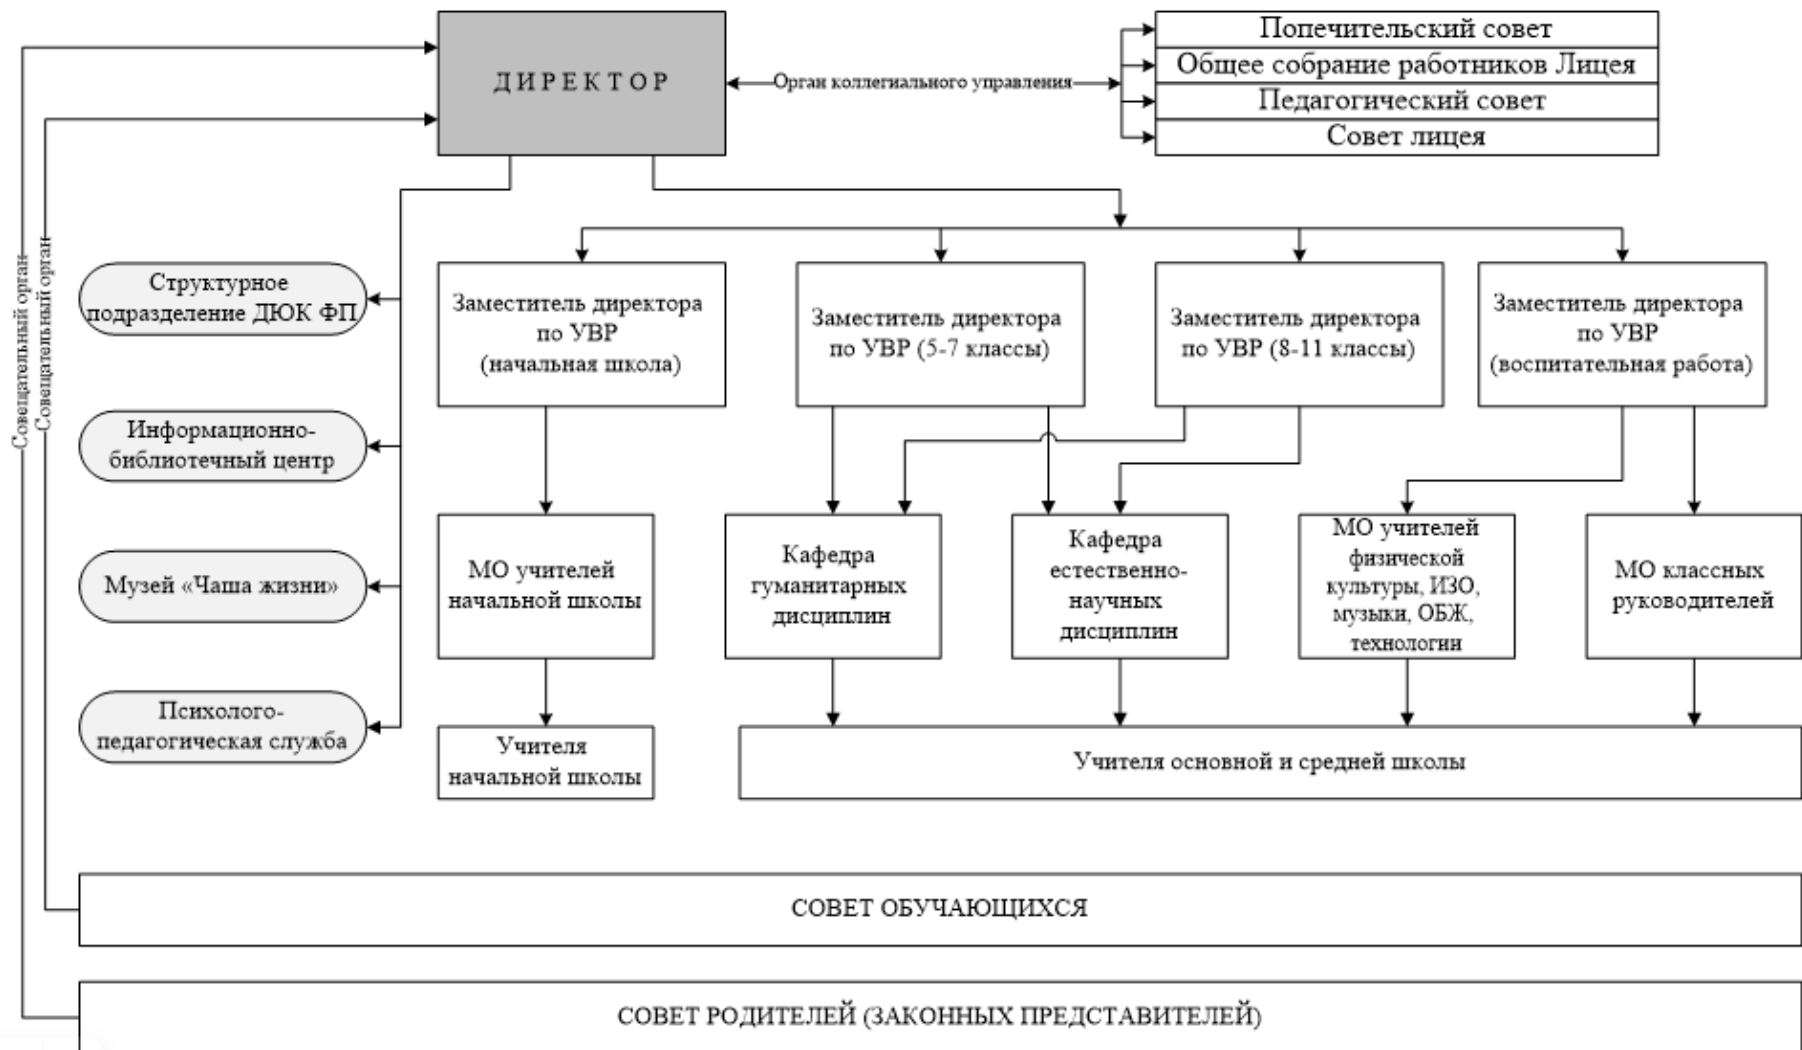 ДИРЕКТОР
Орган коллегиального управления
Попечительский совет
Общее собрание работников Лицея
Педагогический совет
Совет лицея
Совещательный орган
Совещательный орган
Структурное
подразделение ДЮК ФП
Информационно-
библиотечный центр
Музей «Чаша жизни»
Психолого-
педагогическая служба
Заместитель директора
по УВР
(начальная школа)
Заместитель директора
по УВР (5-7 классы)
Заместитель директора
по УВР (8-11 классы)
Заместитель директора
по УВР
(воспитательная работа)
МО учителей
начальной школы
Кафедра
гуманитарных
дисциплин
Кафедра
естественно-
научных
дисциплин
МО учителей
физической
культуры, ИЗО,
музыки, ОБЖ,
технологии
МО классных
руководителей
Учителя
начальной школы
Учителя основной и средней школы
СОВЕТ ОБУЧАЮЩИХСЯ
СОВЕТ РОДИТЕЛЕЙ (ЗАКОННЫХ ПРЕДСТАВИТЕЛЕЙ)